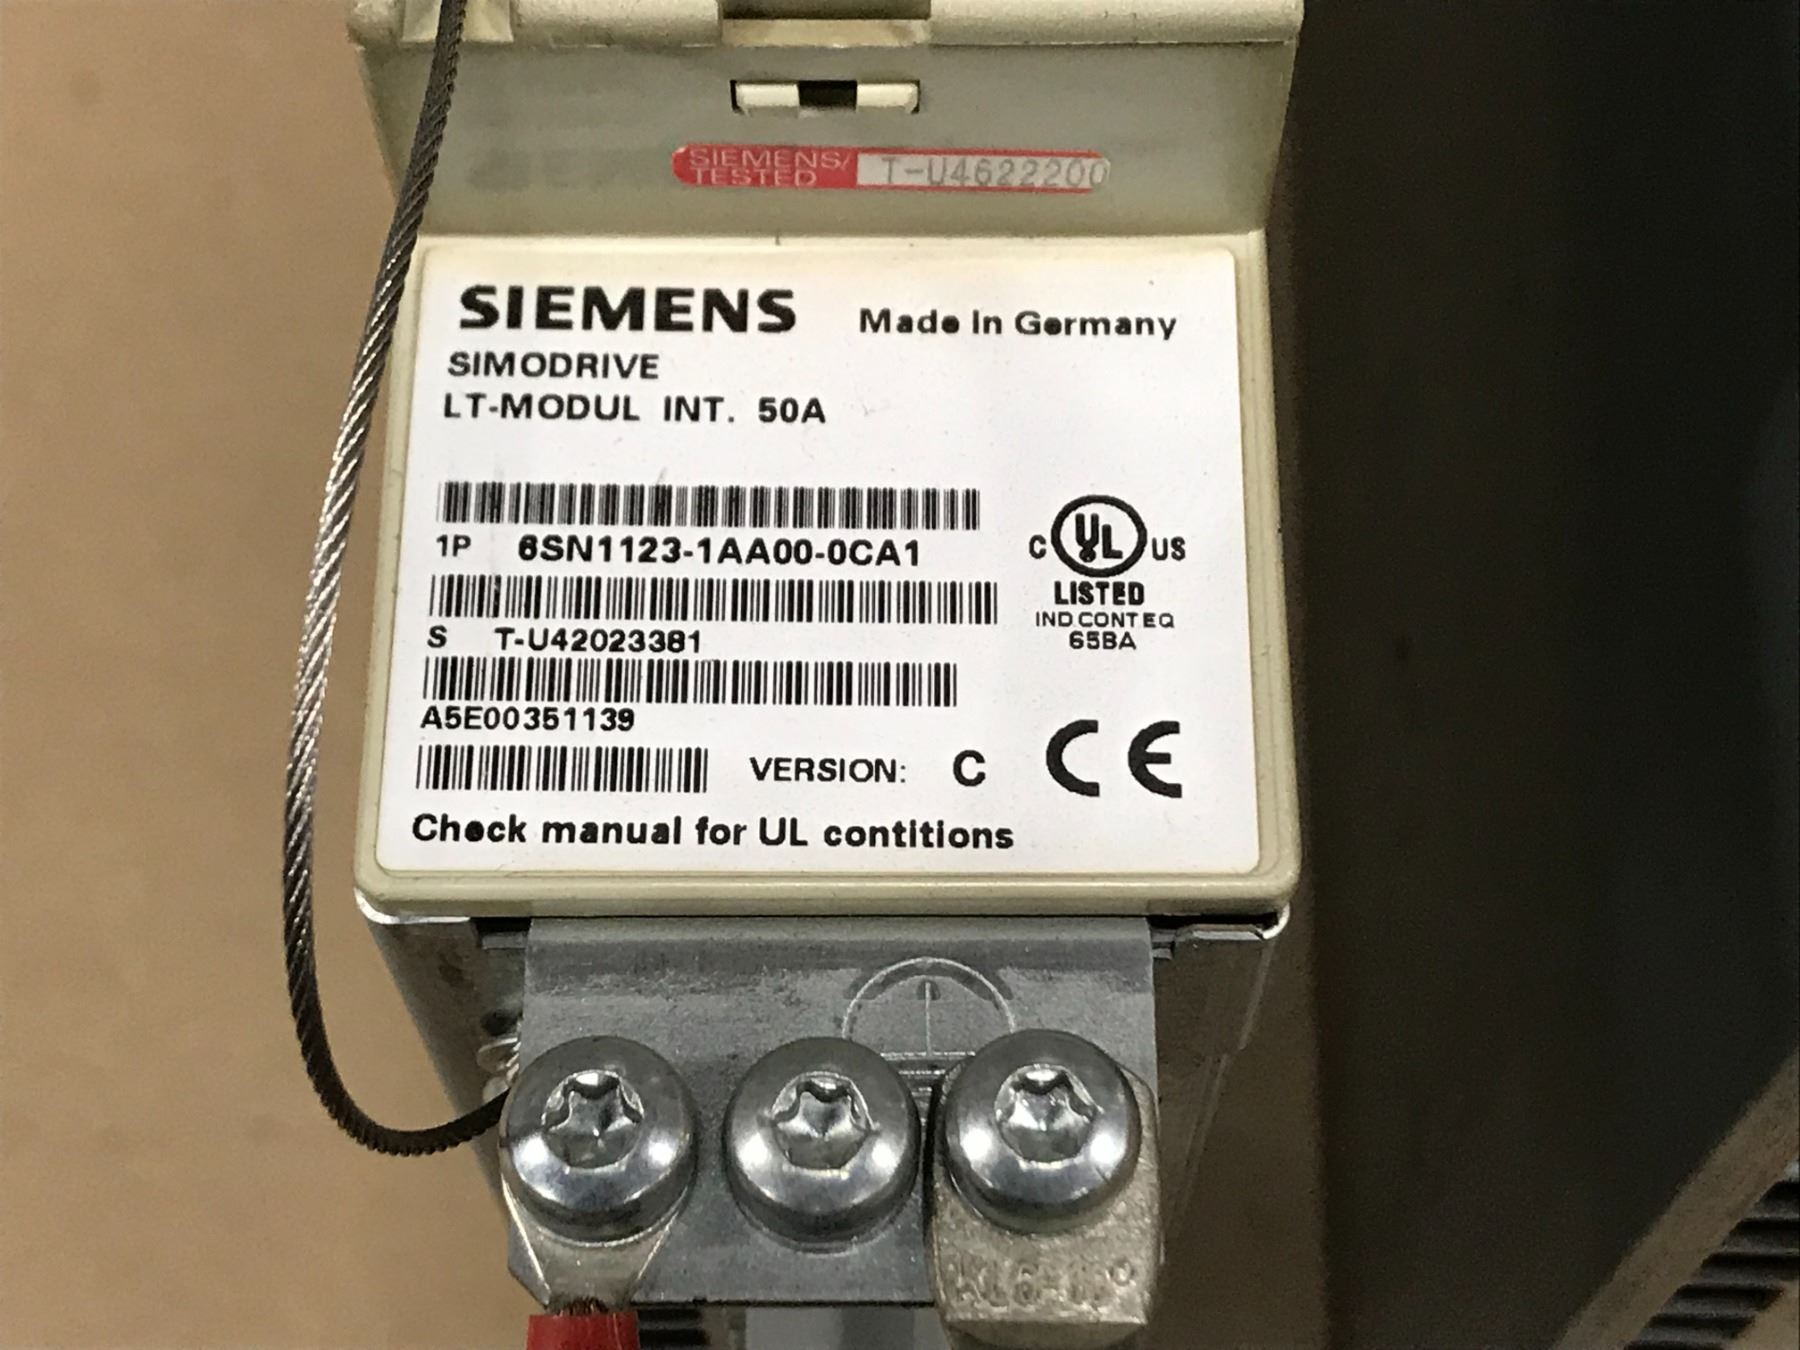 SIEMENS/
TESTED
T-U4622200
SIEMENS Made in Germany
SIMODRIVE
LT-MODUL INT. 50A
1P 6SN1123-1AA00-0CA1
C UL US
LISTED
IND.CONT.EQ
65BA
S T-U42023381
A5E00351139
VERSION: C CE
Check manual for UL contitions